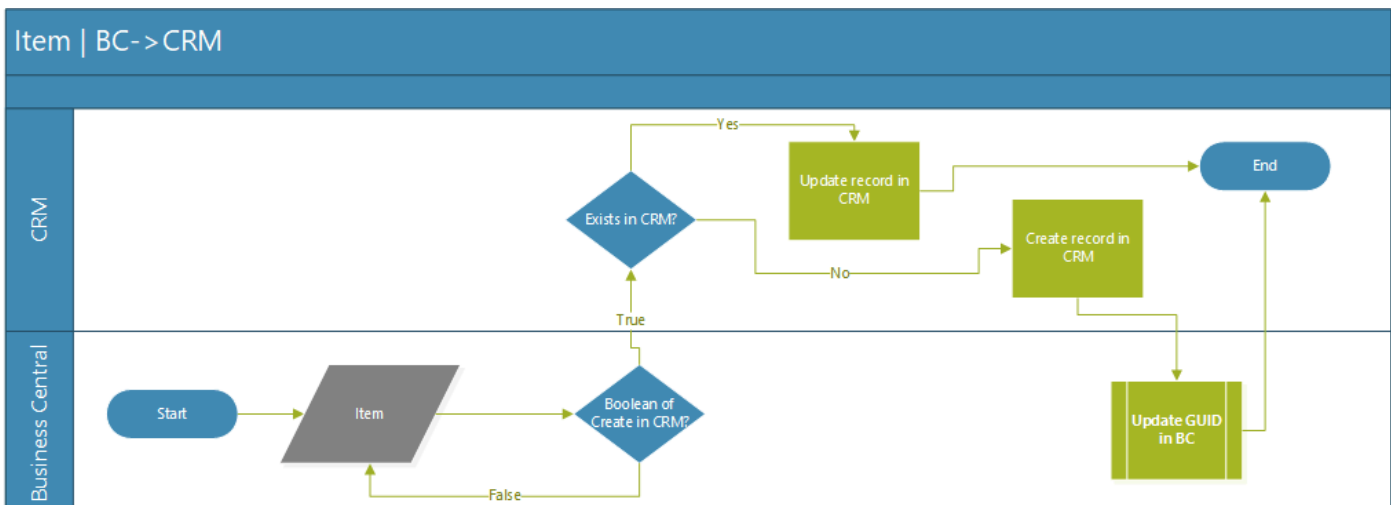 Item | BC->CRM
CRM
Yes
Update record in
CRM
End
Exists in CRM?
Create record in
CRM
No
True
Business Central
Start
Item
Boolean of
Create in CRM?
Update GUID
in BC
False